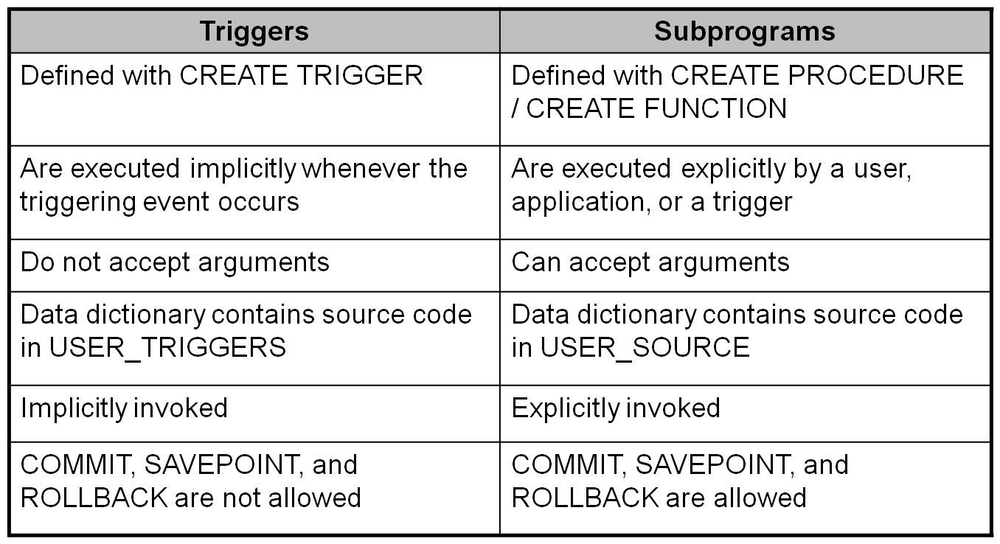 Triggers
Subprograms
Defined with CREATE TRIGGER
Defined with CREATE PROCEDURE
/ CREATE FUNCTION
Are executed implicitly whenever the
triggering event occurs
Are executed explicitly by a user,
application, or a trigger
Do not accept arguments
Can accept arguments
Data dictionary contains source code
in USER_TRIGGERS
Data dictionary contains source code
in USER_SOURCE
Implicitly invoked
Explicitly invoked
COMMIT, SAVEPOINT, and
ROLLBACK are not allowed
COMMIT, SAVEPOINT, and
ROLLBACK are allowed